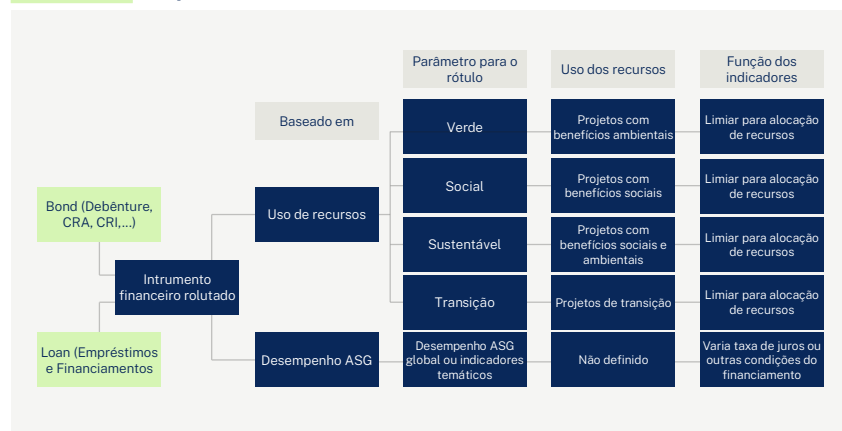 Parâmetro para o
rótulo
Uso dos recursos
Função dos
indicadores
Baseado em
Verde
Projetos com
benefícios ambientais
Limiar para alocação
de recursos
Social
Projetos com
benefícios sociais
Limiar para alocação
de recursos
Bond (Debênture,
CRA, CRI,...)
Uso de recursos
Sustentável
Projetos com
benefícios sociais e
ambientais
Limiar para alocação
de recursos
Intrumento
financeiro rolutado
Transição
Projetos de transição
Limiar para alocação
de recursos
Loan (Empréstimos
e Financiamentos
Desempenho ASG
Desempenho ASG
global ou indicadores
temáticos
Não definido
Varia taxa de juros ou
outras condições do
financiamento